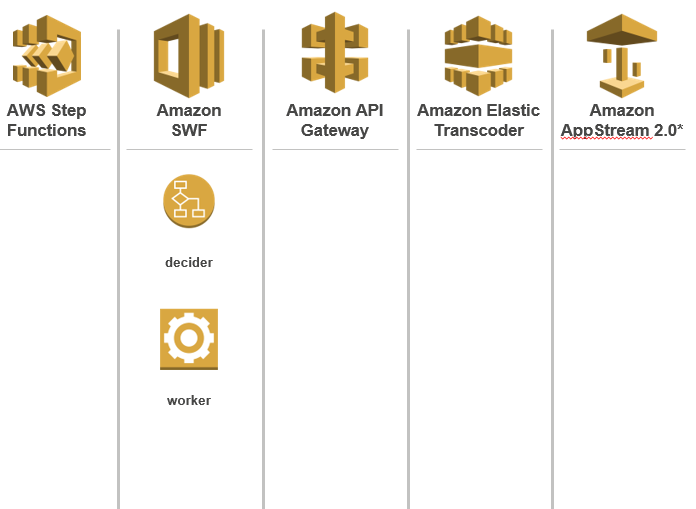 AWS Step
Functions
Amazon
SWF
Amazon API
Gateway
Amazon Elastic
Transcoder
Amazon
AppStream 2.0*
decider
worker